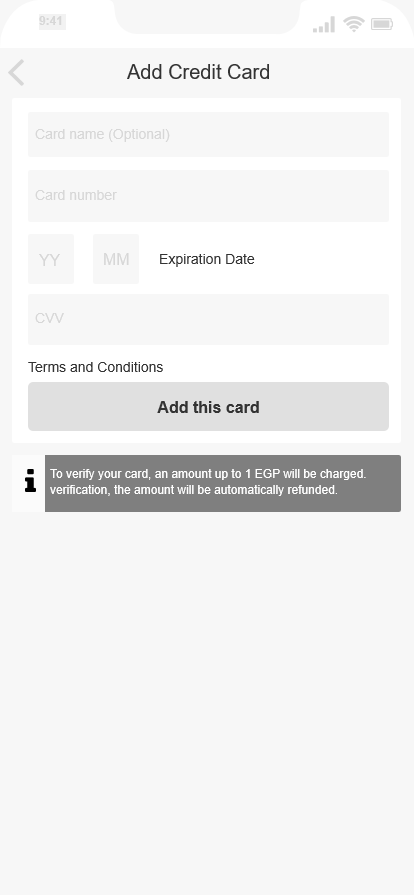 9:41
Add Credit Card
Card name (Optional)
Card number
YY MM Expiration Date
CVV
Terms and Conditions
Add this card
To verify your card, an amount up to 1 EGP will be charged.
verification, the amount will be automatically refunded.